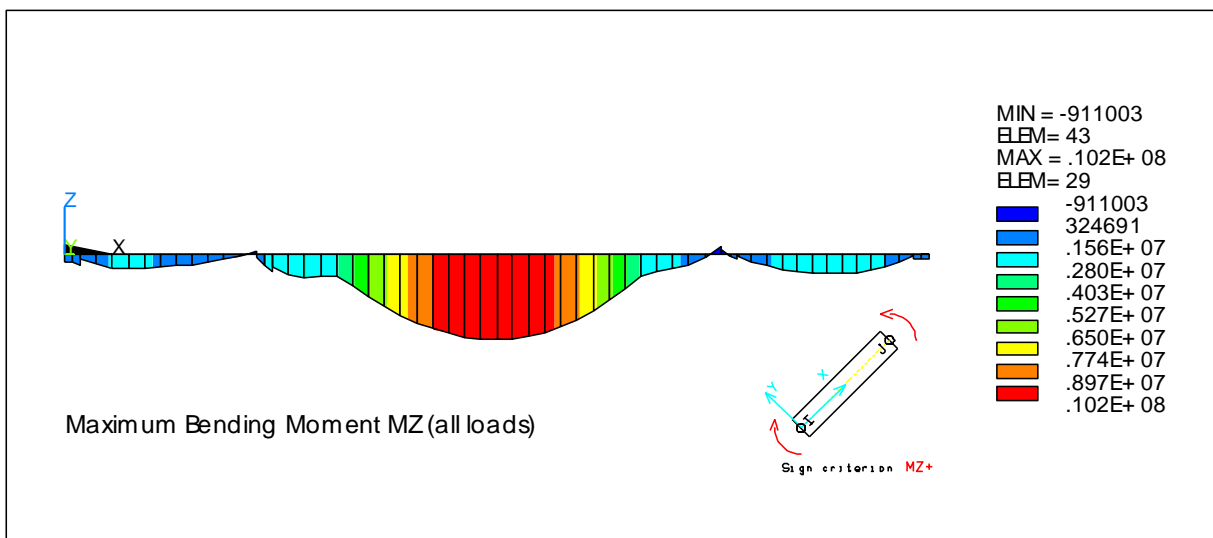 MIN = -911003
ELEM= 43
MAX = .102E+ 08
ELEM= 29
-911003
324691
.156E+ 07
.280E+ 07
.403E+ 07
.527E+ 07
.650E+ 07
.774E+ 07
.897E+ 07
.102E+ 08
Z
Y X
X
Y
J
I
Maximum Bending Moment MZ (all loads)
Sign criterion MZ+